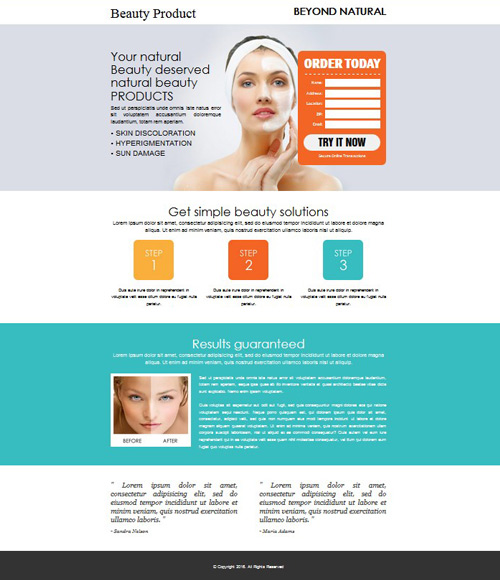 Beauty Product
BEYOND NATURAL
Your natural
Beauty deserved
natural beauty
PRODUCTS
Sed ut perspiciatis unde omnis iste natus error
sit voluptatem accusantium doloremque
laudantium, totam rem aperiam.
• SKIN DISCOLORATION
• HYPERIGMENTATION
• SUN DAMAGE
ORDER TODAY
Name:
Address:
Location:
ZIP:
Email:
TRY IT NOW
Secure Online Transactions
Get simple beauty solutions
Lorem ipsum dolor sit amet, consectetur adipisicing elit, sed do eiusmod tempor incididunt ut labore et dolore magna aliqua.
Ut enim ad minim veniam, quis nostrud exercitation ullamco laboris nisi.
STEP
1
STEP
2
STEP
3
Duis aute irure dolor in reprehenderit in
voluptate velit esse cillum dolore eu fugiat nulla
pariatur.
Duis aute irure dolor in reprehenderit in
voluptate velit esse cillum dolore eu fugiat nulla
pariatur.
Duis aute irure dolor in reprehenderit in
voluptate velit esse cillum dolore eu fugiat nulla
pariatur.
Results guaranteed
Lorem ipsum dolor sit amet, consectetur adipisicing elit, sed do eiusmod tempor incididunt ut labore et dolore magna aliqua.
Ut enim ad minim veniam, quis nostrud exercitation ullamco laboris nisi.
BEFORE
AFTER
" Lorem ipsum dolor sit amet,
consectetur adipisicing elit, sed do
eiusmod tempor incididunt ut labore et
dolore magna aliqua. Ut enim ad minim
veniam, quis nostrud exercitation
ullamco laboris. "
- Sandra Nelson
" Lorem ipsum dolor sit amet,
consectetur adipisicing elit, sed do
eiusmod tempor incididunt ut labore et
dolore magna aliqua. Ut enim ad minim
veniam, quis nostrud exercitation
ullamco laboris. "
- Maria Adams
© Copyright 2016. All Rights Reserved